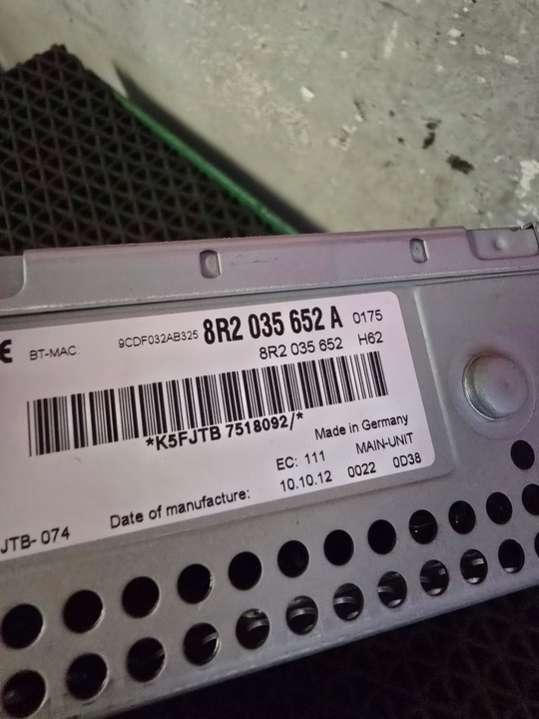 CE BT-MAC 9CDF032AB325 8R2 035 652 A 0175
8R2 035 652 H62
*K5FJTB 7518092/*
Made in Germany
EC: 111 MAIN-UNIT
JTB- 074 Date of manufacture: 10.10.12 0022 0D38